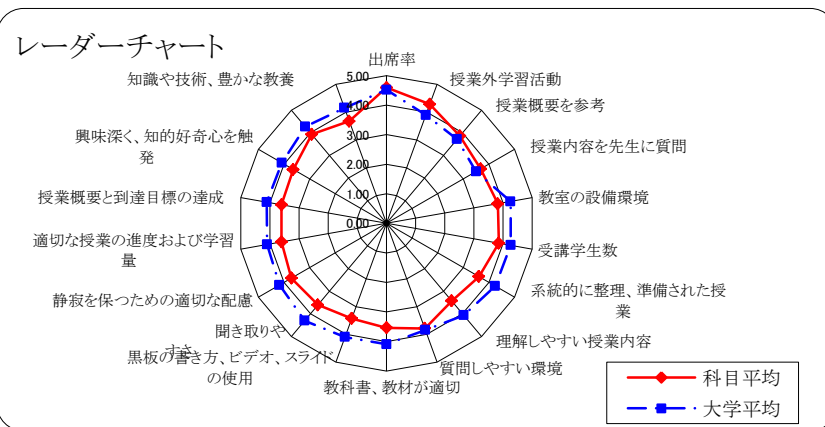 レーダーチャート
出席率
授業外学習活動
授業概要を参考
授業内容を先生に質問
教室の設備環境
受講学生数
系統的に整理、準備された授
業
理解しやすい授業内容
質問しやすい環境
教科書、教材が適切
黒板の書き方、ビデオ、スライド
の使用
聞き取りや
すさ
静寂を保つための適切な配慮
適切な授業の進度および学習
量
授業概要と到達目標の達成
興味深く、知的好奇心を触
発
知識や技術、豊かな教養
5.00
4.00
3.00
2.00
1.00
0.00
科目平均
大学平均